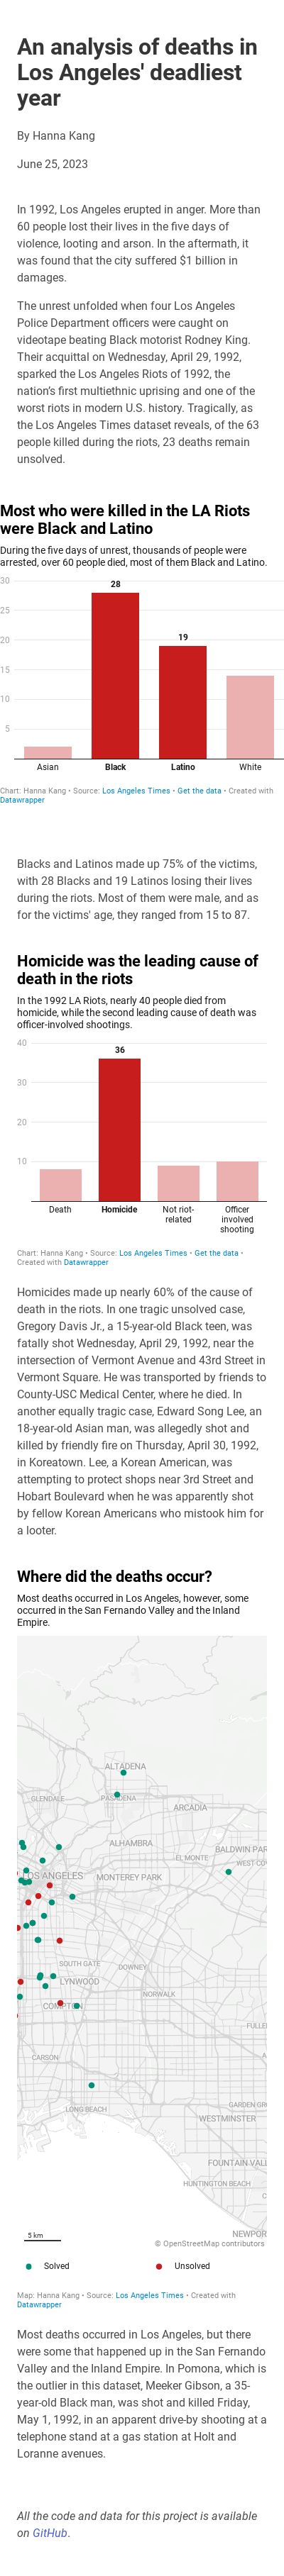 An analysis of deaths in
Los Angeles' deadliest
year
By Hanna Kang
June 25, 2023
In 1992, Los Angeles erupted in anger. More than
60 people lost their lives in the five days of
violence, looting and arson. In the aftermath, it
was found that the city suffered $1 billion in
damages.
The unrest unfolded when four Los Angeles
Police Department officers were caught on
videotape beating Black motorist Rodney King.
Their acquittal on Wednesday, April 29, 1992,
sparked the Los Angeles Riots of 1992, the
nation's first multiethnic uprising and one of the
worst riots in modern U.S. history. Tragically, as
the Los Angeles Times dataset reveals, of the 63
people killed during the riots, 23 deaths remain
unsolved.
Most who were killed in the LA Riots
were Black and Latino
During the five days of unrest, thousands of people were
arrested, over 60 people died, most of them Black and Latino.
30
28
25
20
19
15
10
5
Asian Black Latino White
Chart: Hanna Kang • Source: Los Angeles Times • Get the data • Created with
Datawrapper
Blacks and Latinos made up 75% of the victims,
with 28 Blacks and 19 Latinos losing their lives
during the riots. Most of them were male, and as
for the victims' age, they ranged from 15 to 87.
Homicide was the leading cause of
death in the riots
In the 1992 LA Riots, nearly 40 people died from
homicide, while the second leading cause of death was
officer-involved shootings.
40
36
30
20
10
Death Homicide Not riot- Officer
related involved
shooting
Chart: Hanna Kang • Source: Los Angeles Times • Get the data •
Created with Datawrapper
Homicides made up nearly 60% of the cause of
death in the riots. In one tragic unsolved case,
Gregory Davis Jr., a 15-year-old Black teen, was
fatally shot Wednesday, April 29, 1992, near the
intersection of Vermont Avenue and 43rd Street in
Vermont Square. He was transported by friends to
County-USC Medical Center, where he died. In
another equally tragic case, Edward Song Lee, an
18-year-old Asian man, was allegedly shot and
killed by friendly fire on Thursday, April 30, 1992,
in Koreatown. Lee, a Korean American, was
attempting to protect shops near 3rd Street and
Hobart Boulevard when he was apparently shot
by fellow Korean Americans who mistook him for
a looter.
Where did the deaths occur?
Most deaths occurred in Los Angeles, however, some
occurred in the San Fernando Valley and the Inland
Empire.
ALTADENA
GLENDALE
PASADENA
ARCADIA
ALHAMBRA
BALDWIN PAR
EL MONTE
WEST CO
LOS ANGELES
MONTEREY PARK
SOUTH GATE
DOWNEY
LYNWOOD
NORWALK
COMPTON
FULLE
CARSON
A
LONG BEACH
GARDEN GR
WESTMINSTER
FOUNTAIN VALL
HUNTINGTON BEACH
C
NEWPOR
5 km
© OpenStreetMap contributors
Solved Unsolved
Map: Hanna Kang • Source: Los Angeles Times • Created with
Datawrapper
Most deaths occurred in Los Angeles, but there
were some that happened up in the San Fernando
Valley and the Inland Empire. In Pomona, which is
the outlier in this dataset, Meeker Gibson, a 35-
year-old Black man, was shot and killed Friday,
May 1, 1992, in an apparent drive-by shooting at a
telephone stand at a gas station at Holt and
Loranne avenues.
All the code and data for this project is available
on GitHub.